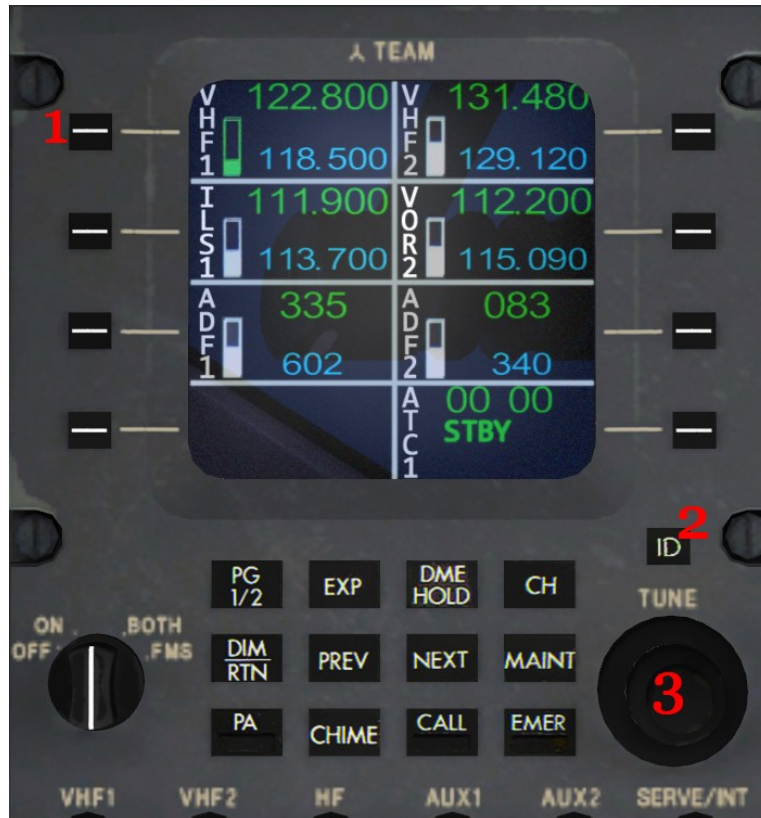 ⅄ TEAM
VHF1 122.800 118.500
VHF2 131.480 129.120
ILS1 111.900 113.700
VOR2 112.200 115.090
ADF1 335 602
ADF2 083 340
ATC1 00 00 STBY
1
2
ID
TUNE
3
PG 1/2
EXP
DME HOLD
CH
ON
OFF
.BOTH
.FMS
DIM RTN
PREV
NEXT
MAINT
PA
CHIME
CALL
EMER
VHF1
VHF2
HF
AUX1
AUX2
SERVE/INT